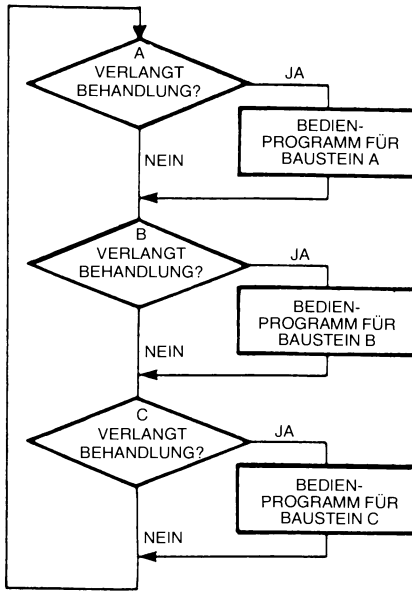 A
VERLANGT
BEHANDLUNG?
JA
BEDIEN-
PROGRAMM FÜR
BAUSTEIN A
NEIN
B
VERLANGT
BEHANDLUNG?
JA
BEDIEN-
PROGRAMM FÜR
BAUSTEIN B
NEIN
C
VERLANGT
BEHANDLUNG?
JA
BEDIEN-
PROGRAMM FÜR
BAUSTEIN C
NEIN